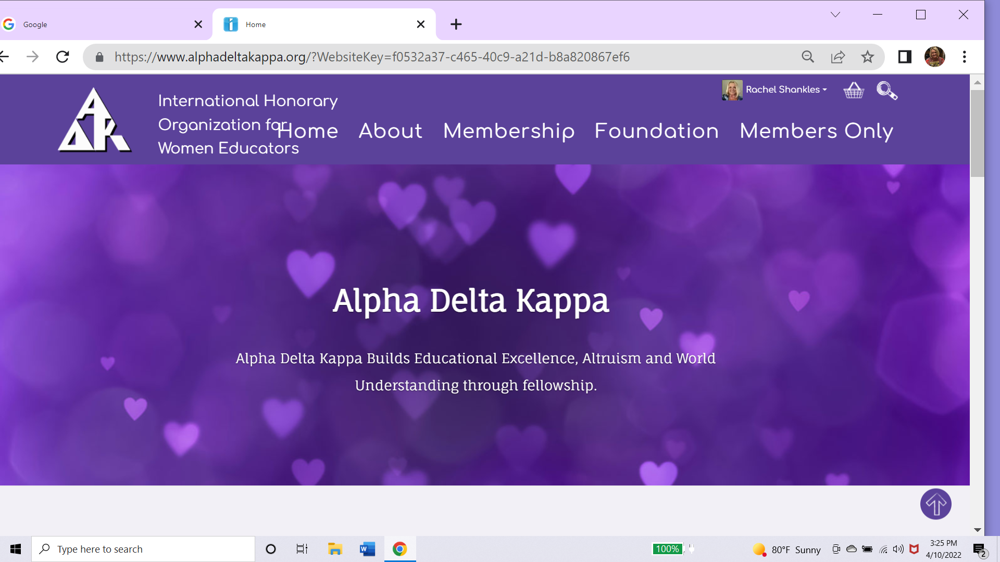 Google
Home
https://www.alphadeltakappa.org/?WebsiteKey=f0532a37-c465-40c9-a21d-b8a820867ef6
Rachel Shankles
A
Δ K
International Honorary
Organization for
Women Educators
Home About Membership Foundation Members Only
Alpha Delta Kappa
Alpha Delta Kappa Builds Educational Excellence, Altruism and World
Understanding through fellowship.
Type here to search
W
100%
80°F Sunny
3:25 PM
4/10/2022
2